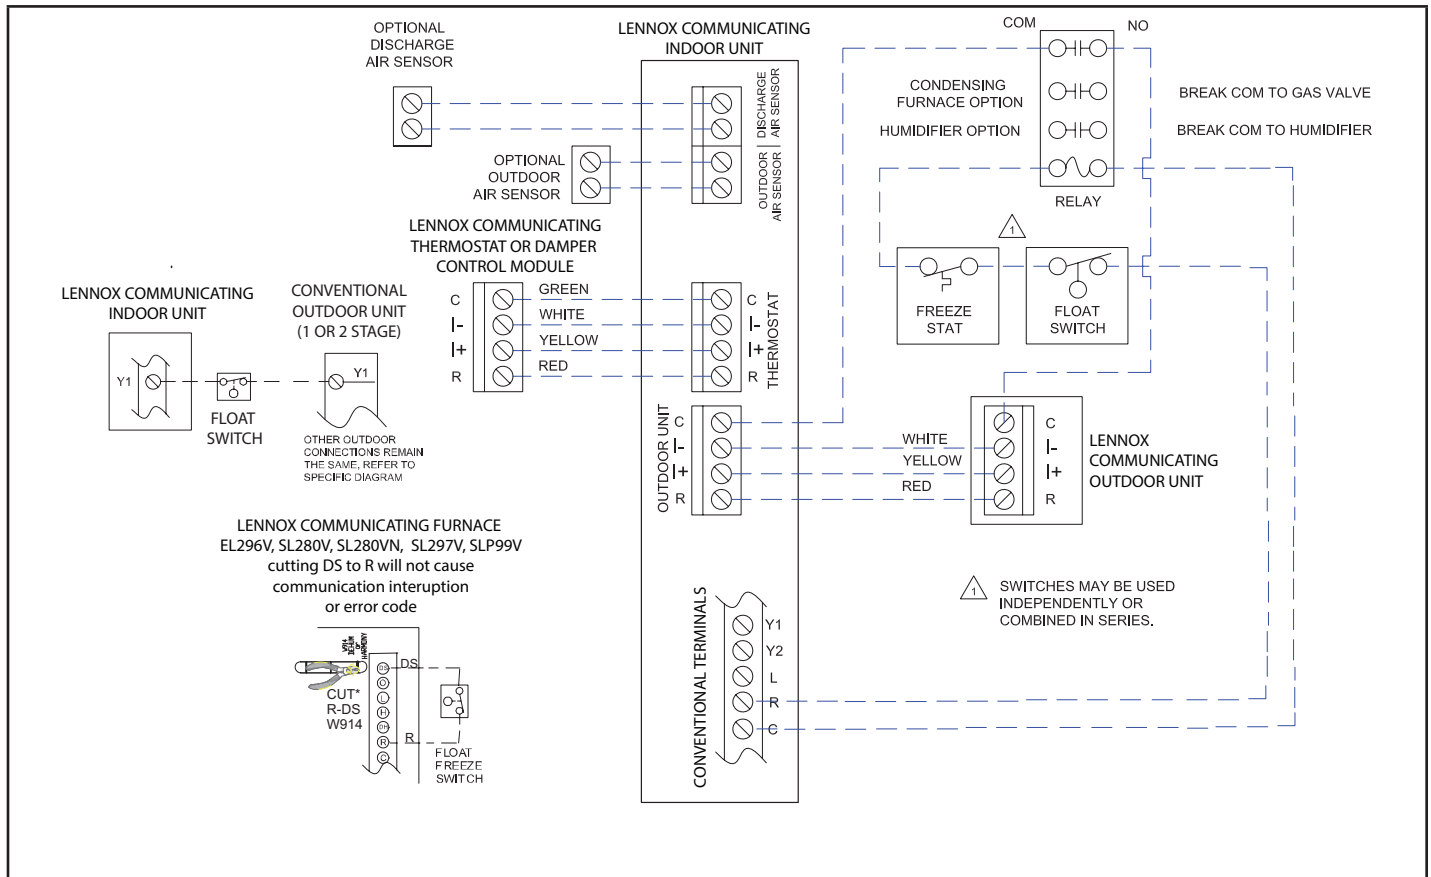 OPTIONAL
DISCHARGE
AIR SENSOR
LENNOX COMMUNICATING
INDOOR UNIT
DISCHARGE
AIR SENSOR
OPTIONAL
OUTDOOR
AIR SENSOR
OUTDOOR
AIR SENSOR
COM
NO
CONDENSING
FURNACE OPTION
BREAK COM TO GAS VALVE
HUMIDIFIER OPTION
BREAK COM TO HUMIDIFIER
RELAY
1
FREEZE
STAT
FLOAT
SWITCH
LENNOX COMMUNICATING
THERMOSTAT OR DAMPER
CONTROL MODULE
C
GREEN
C
I-
WHITE
I-
I+
YELLOW
I+
R
RED
R
THERMOSTAT
LENNOX COMMUNICATING
INDOOR UNIT
Y1
FLOAT
SWITCH
CONVENTIONAL
OUTDOOR UNIT
(1 OR 2 STAGE)
Y1
OTHER OUTDOOR
CONNECTIONS REMAIN
THE SAME, REFER TO
SPECIFIC DIAGRAM
OUTDOOR UNIT
C
I-
I+
R
WHITE
YELLOW
RED
C
I-
I+
R
LENNOX
COMMUNICATING
OUTDOOR UNIT
LENNOX COMMUNICATING FURNACE
EL296V, SL280V, SL280VN, SL297V, SLP99V
cutting DS to R will not cause
communication interuption
or error code
W914
DEHUM
OR
HARMONY
CUT*
R-DS
W914
DS
O
L
H
DH
R
C
DS
R
FLOAT
FREEZE
SWITCH
CONVENTIONAL TERMINALS
Y1
Y2
L
R
C
1
SWITCHES MAY BE USED
INDEPENDENTLY OR
COMBINED IN SERIES.